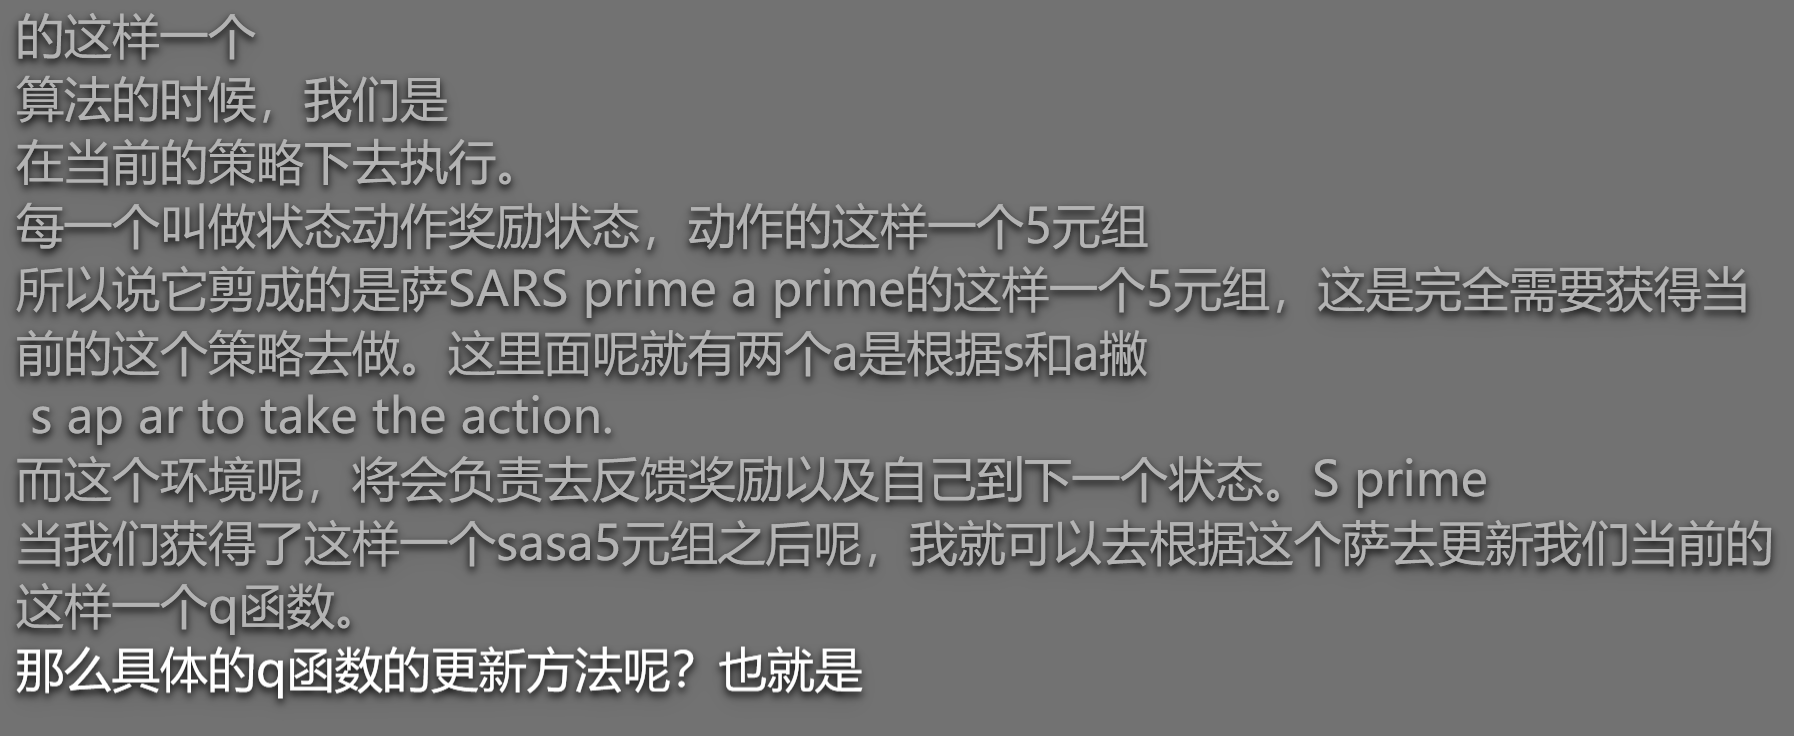 的这样一个
算法的时候，我们是
在当前的策略下去执行。
每一个叫做状态动作奖励状态，动作的这样一个5元组
所以说它剪成的是萨SARS prime a prime的这样一个5元组，这是完全需要获得当
前的这个策略去做。这里面呢就有两个a是根据s和a撇
s ap ar to take the action.
而这个环境呢，将会负责去反馈奖励以及自己到下一个状态。S prime
当我们获得了这样一个sasa5元组之后呢，我就可以去根据这个萨去更新我们当前的
这样一个q函数。
那么具体的q函数的更新方法呢？也就是